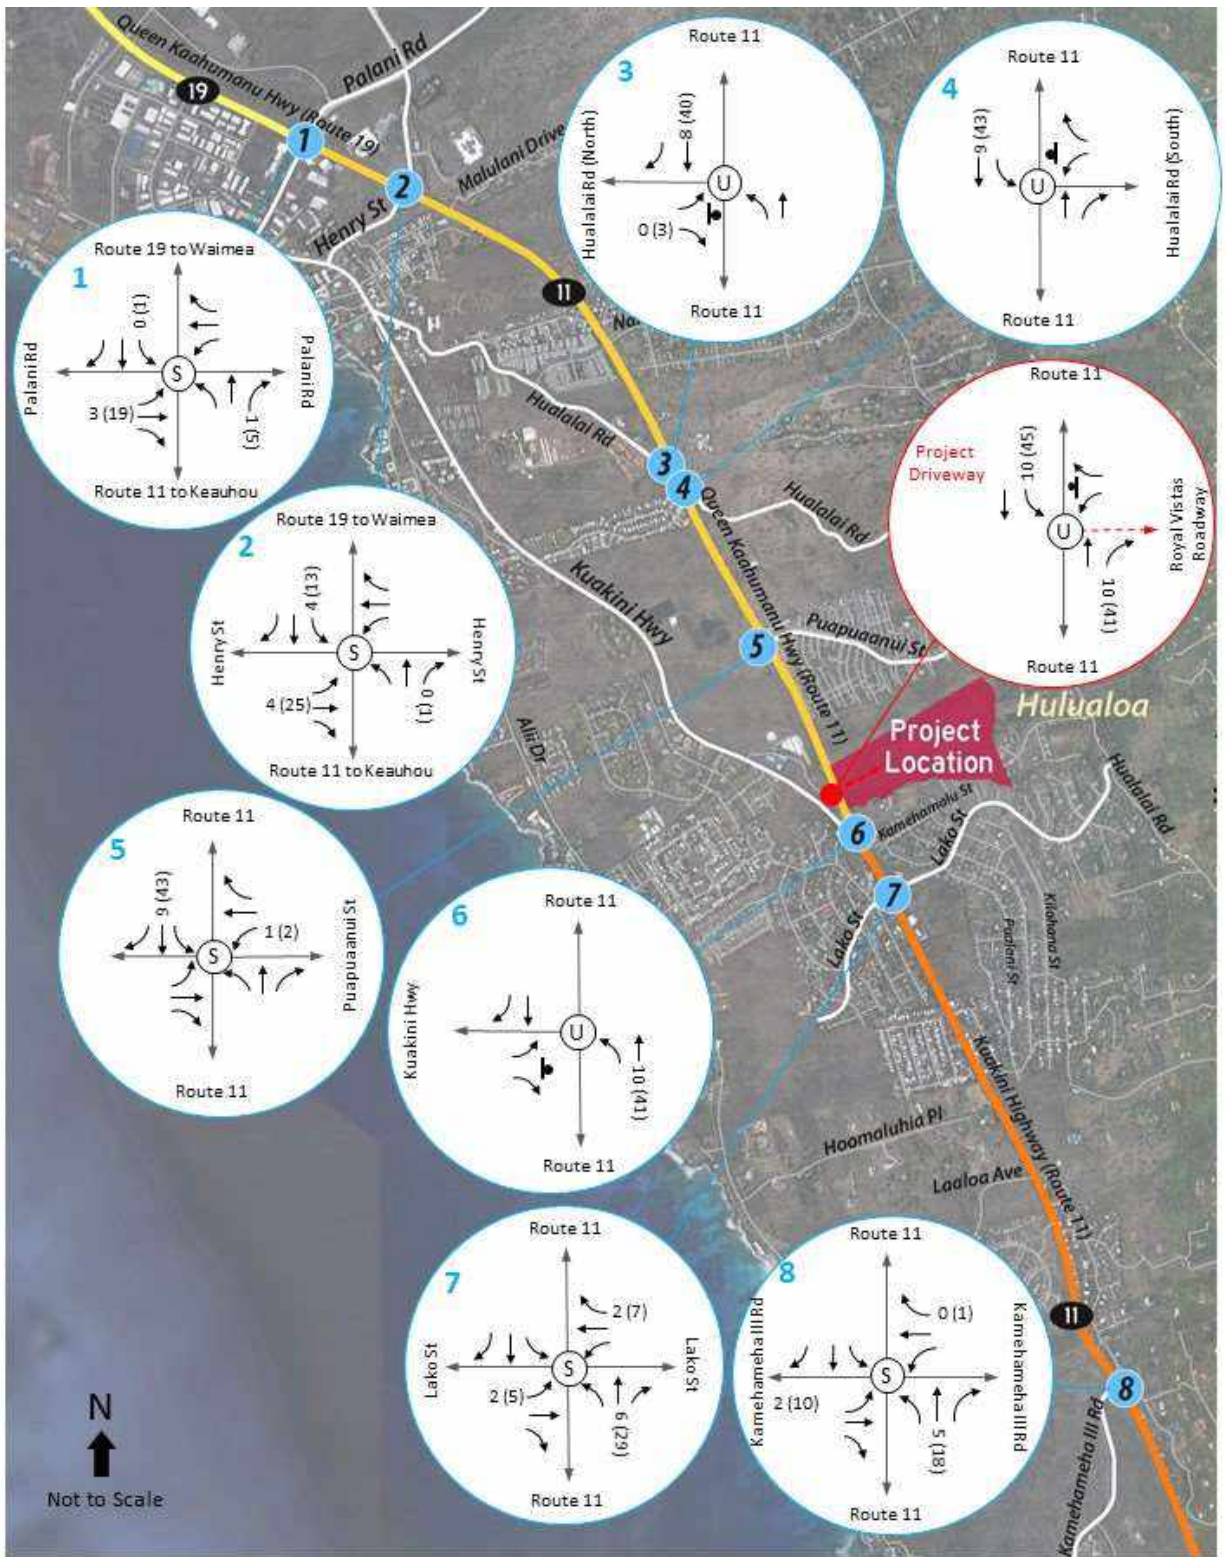 Queen Kaahumanu Hwy (Route 19)
19
Palani Rd
1
2
Malulani Drive
Henry St
11
Hualalai Rd
3
4
Hualalai Rd
Queen Kaahumanu Hwy (Route 11)
Kuakini Hwy
Puapuaanui St
5
Alii Dr
Hulualoa
Project
Location
Kamehamalu St
6
Lako St
Hualalai Rd
7
Lako St
Kilohana St
Pualani St
Kuakini Highway (Route 11)
Hoomaluhia Pl
Laaloa Ave
11
8
Kamehameha III Rd
3
Route 11
Hualalai Rd (North)
8 (40)
U
0 (3)
Route 11
4
Route 11
9 (43)
U
Hualalai Rd (South)
Route 11
1
Route 19 to Waimea
0 (1)
Palani Rd
S
Palani Rd
3 (19)
1 (5)
Route 11 to Keauhou
Route 11
Project
Driveway
10 (45)
U
Royal Vistas
Roadway
10 (41)
Route 11
2
Route 19 to Waimea
4 (13)
Henry St
S
Henry St
4 (25)
0 (1)
Route 11 to Keauhou
5
Route 11
9 (43)
1 (2)
S
Puapuaanui St
Route 11
6
Route 11
Kuakini Hwy
U
10 (41)
Route 11
7
Route 11
2 (7)
Lako St
S
Lako St
2 (5)
6 (29)
Route 11
8
Route 11
Kamehameha III Rd
0 (1)
S
Kamehameha III Rd
2 (10)
5 (18)
Route 11
N
Not to Scale